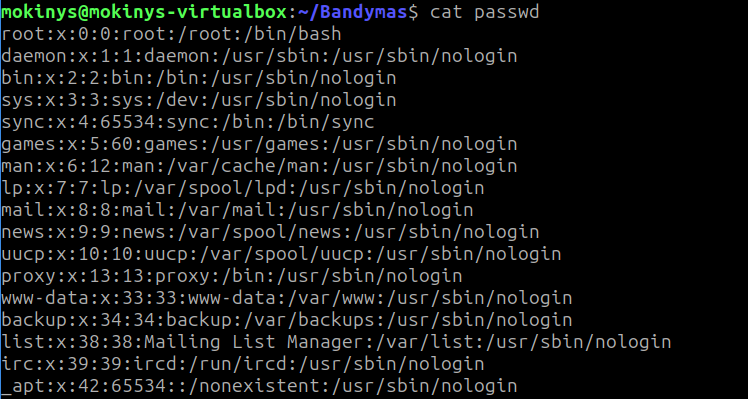 mokinys@mokinys-virtualbox:~/Bandymas$ cat passwd
root:x:0:0:root:/root:/bin/bash
daemon:x:1:1:daemon:/usr/sbin:/usr/sbin/nologin
bin:x:2:2:bin:/bin:/usr/sbin/nologin
sys:x:3:3:sys:/dev:/usr/sbin/nologin
sync:x:4:65534:sync:/bin:/bin/sync
games:x:5:60:games:/usr/games:/usr/sbin/nologin
man:x:6:12:man:/var/cache/man:/usr/sbin/nologin
lp:x:7:7:lp:/var/spool/lpd:/usr/sbin/nologin
mail:x:8:8:mail:/var/mail:/usr/sbin/nologin
news:x:9:9:news:/var/spool/news:/usr/sbin/nologin
uucp:x:10:10:uucp:/var/spool/uucp:/usr/sbin/nologin
proxy:x:13:13:proxy:/bin:/usr/sbin/nologin
www-data:x:33:33:www-data:/var/www:/usr/sbin/nologin
backup:x:34:34:backup:/var/backups:/usr/sbin/nologin
list:x:38:38:Mailing List Manager:/var/list:/usr/sbin/nologin
irc:x:39:39:ircd:/run/ircd:/usr/sbin/nologin
_apt:x:42:65534::/nonexistent:/usr/sbin/nologin